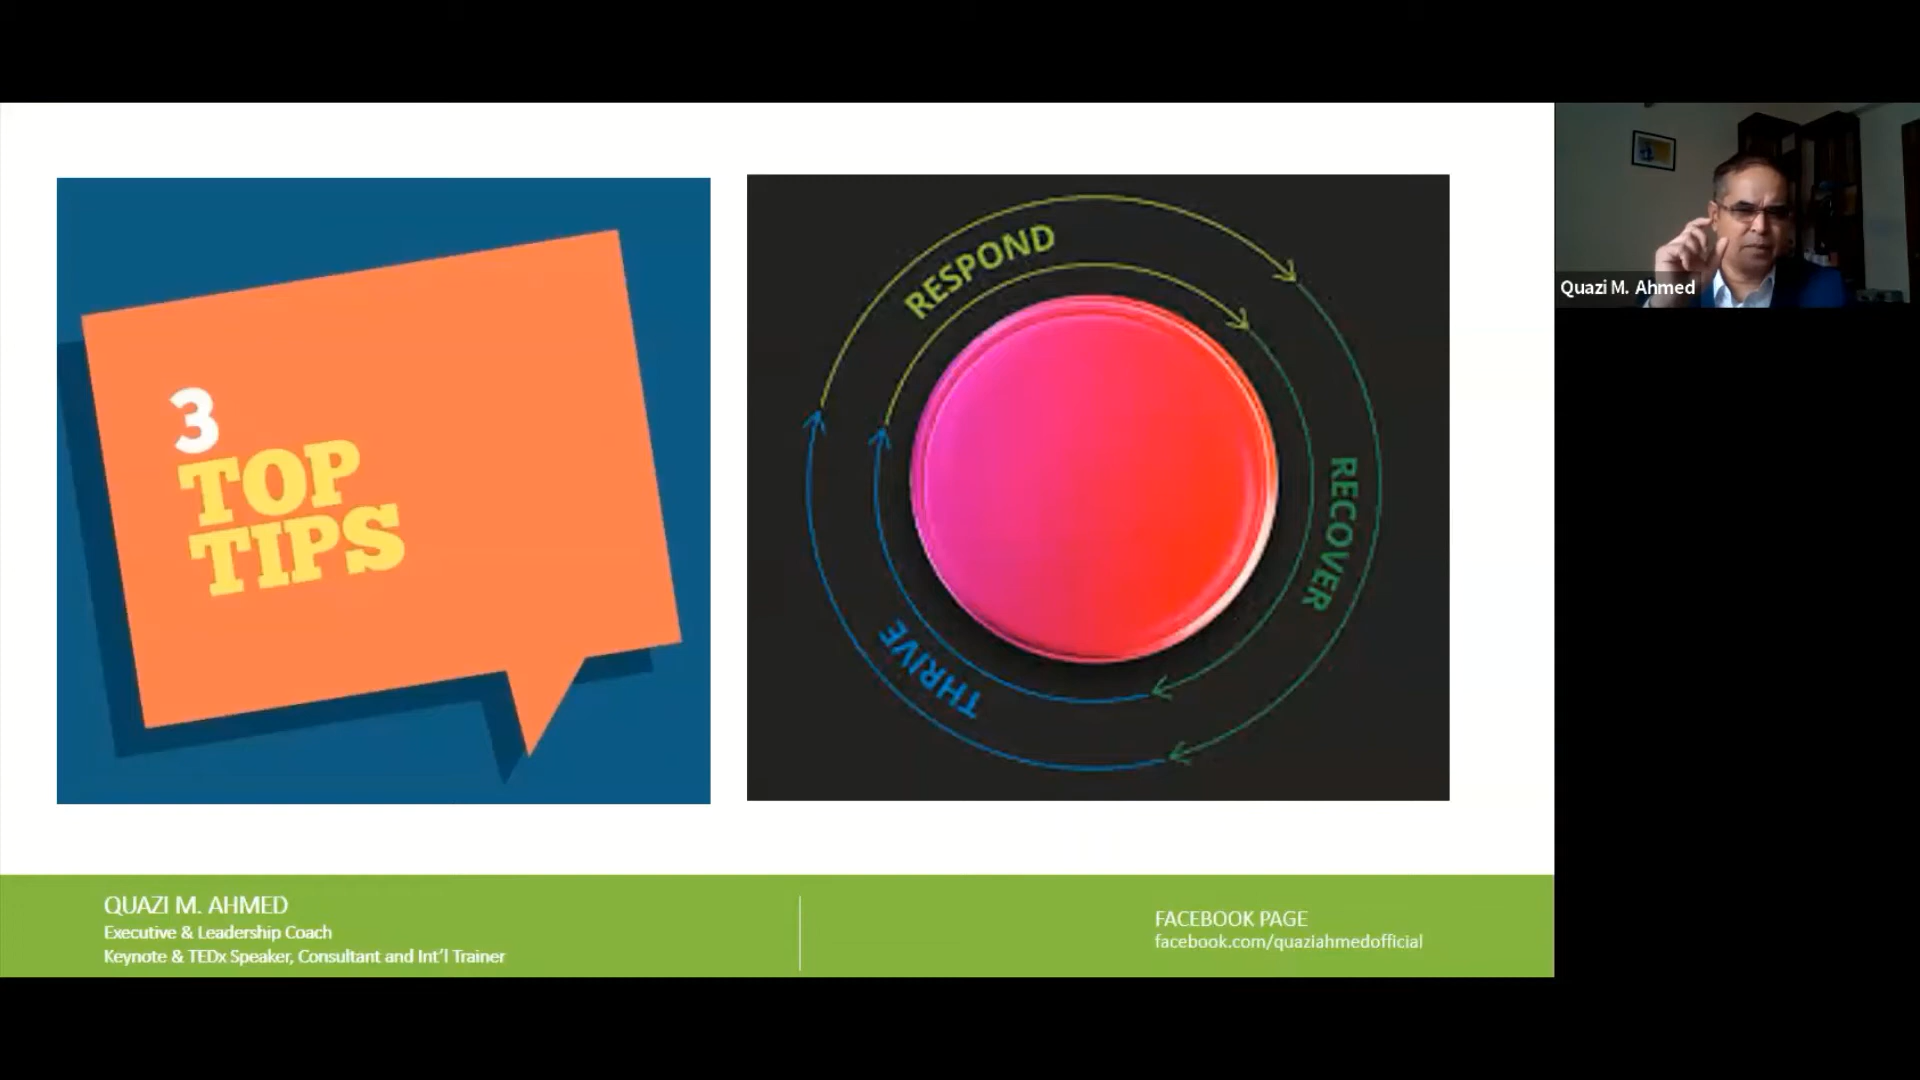 3
TOP
TIPS
RESPOND
RECOVER
THRIVE
Quazi M. Ahmed
QUAZI M. AHMED
Executive & Leadership Coach
Keynote & TEDx Speaker, Consultant and Int'l Trainer
FACEBOOK PAGE
facebook.com/quaziahmedofficial